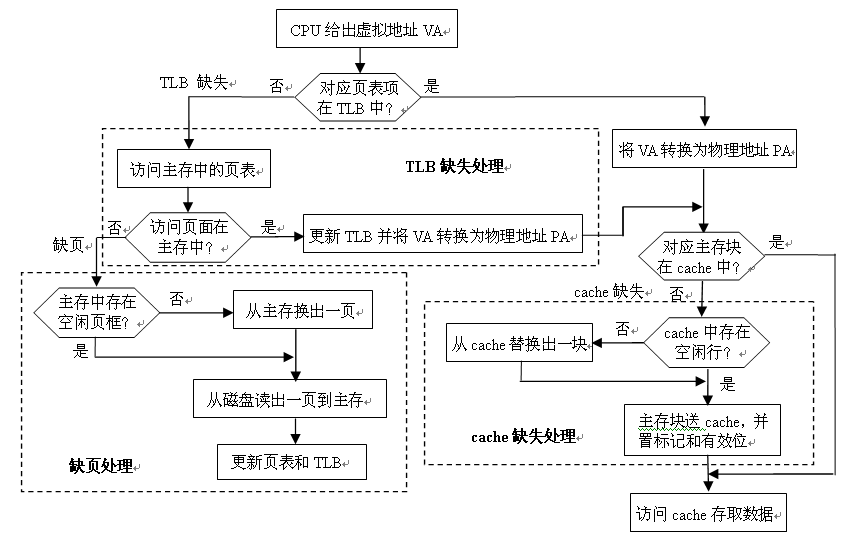 CPU 给出虚拟地址 VA
TLB 缺失
否
对应页表项
在 TLB 中？
是
访问主存中的页表
TLB 缺失处理
将 VA 转换为物理地址 PA
否
缺页
访问页面在
主存中？
是
更新 TLB 并将 VA 转换为物理地址 PA
对应主存块
在 cache 中？
是
cache 缺失
否
主存中存在
空闲页框？
否
从主存换出一页
是
从 cache 替换出一块
否
cache 中存在
空闲行？
是
从磁盘读出一页到主存
主存块送 cache，并
置标记和有效位
cache 缺失处理
缺页处理
更新页表和 TLB
访问 cache 存取数据